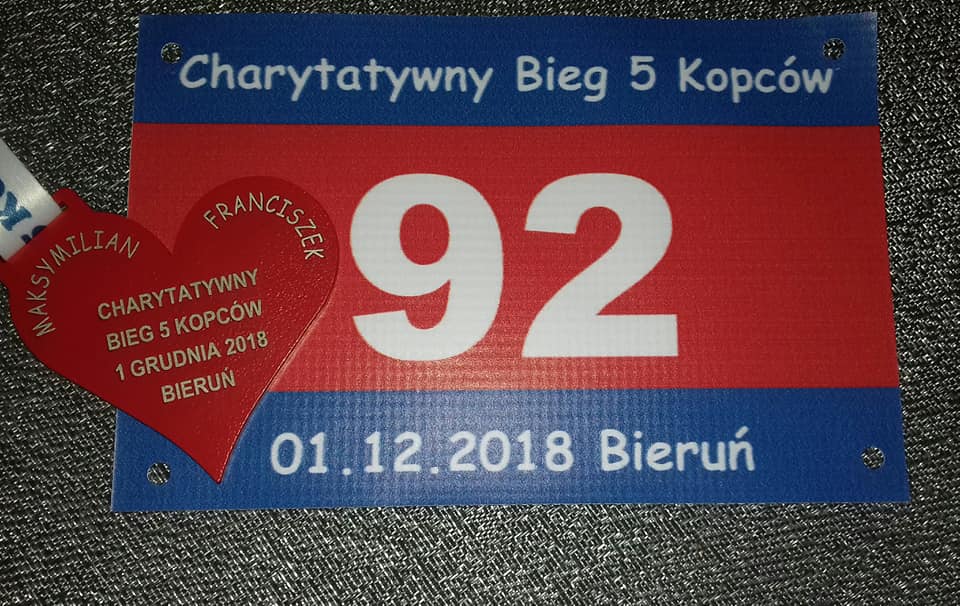 Charytatywny Bieg 5 Kopców
92
01.12.2018 Bieruń
MAKSYMILIAN
FRANCISZEK
CHARYTATYWNY
BIEG 5 KOPCÓW
1 GRUDNIA 2018
BIERUŃ